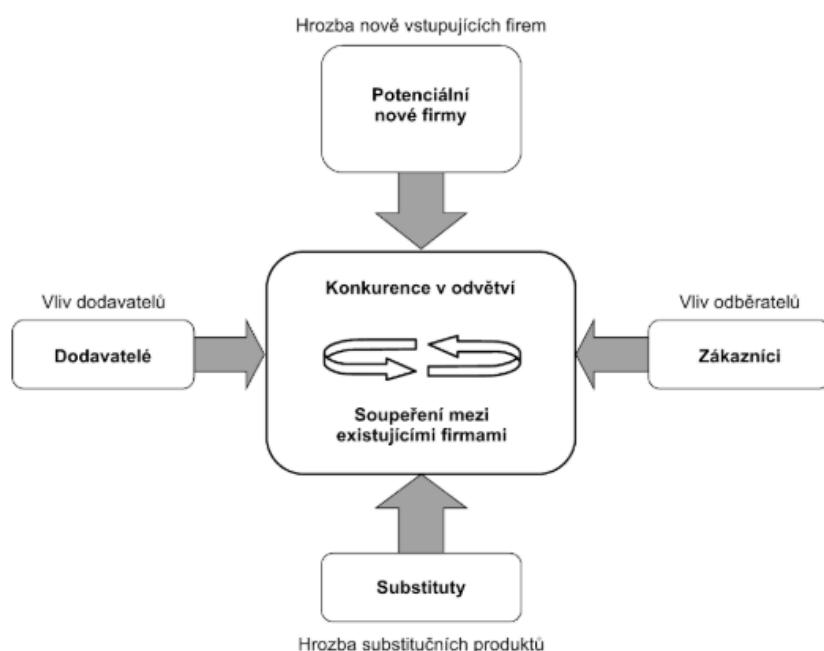 Hrozba nově vstupujících firem
Potenciální
nové firmy
Konkurence v odvětví
Vliv dodavatelů
Dodavatelé
Vliv odběratelů
Zákazníci
Soupeření mezi
existujícími firmami
Substituty
Hrozba substitučních produktů